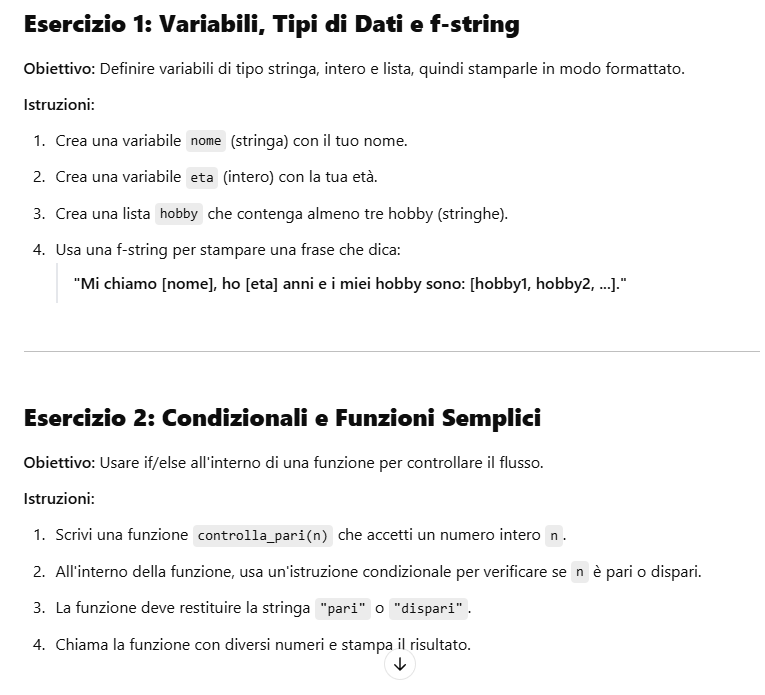 Esercizio 1: Variabili, Tipi di Dati e f-string
Obiettivo: Definire variabili di tipo stringa, intero e lista, quindi stamparle in modo formattato.
Istruzioni:
1. Crea una variabile nome (stringa) con il tuo nome.
2. Crea una variabile eta (intero) con la tua età.
3. Crea una lista hobby che contenga almeno tre hobby (stringhe).
4. Usa una f-string per stampare una frase che dica:
"Mi chiamo [nome], ho [eta] anni e i miei hobby sono: [hobby1, hobby2, ...]."
Esercizio 2: Condizionali e Funzioni Semplici
Obiettivo: Usare if/else all'interno di una funzione per controllare il flusso.
Istruzioni:
1. Scrivi una funzione controlla_pari(n) che accetti un numero intero n.
2. All'interno della funzione, usa un'istruzione condizionale per verificare se n è pari o dispari.
3. La funzione deve restituire la stringa "pari" o "dispari".
4. Chiama la funzione con diversi numeri e stampa il risultato.